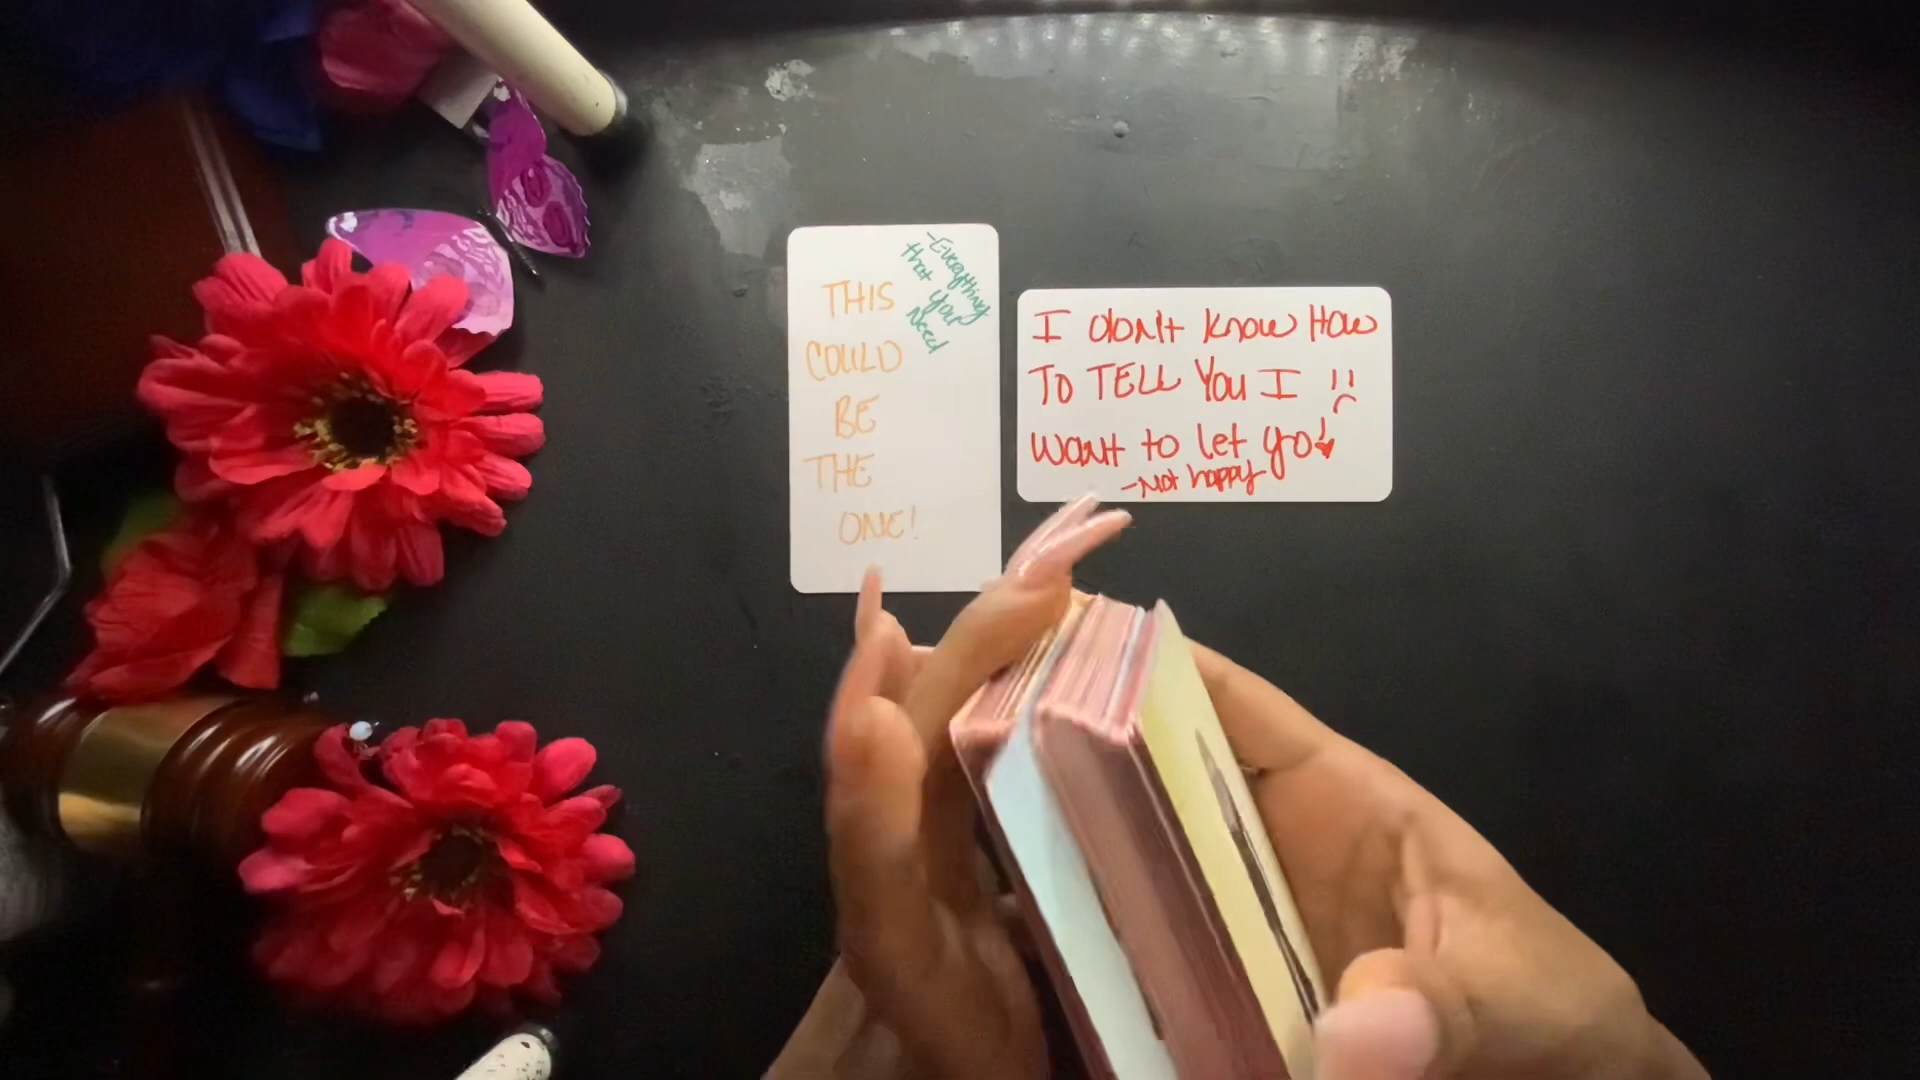 THIS
COULD
BE
THE
ONE!
-Everything
that you
Need
I don't know How
TO TELL YOU I
want to let yo!
-Not happy